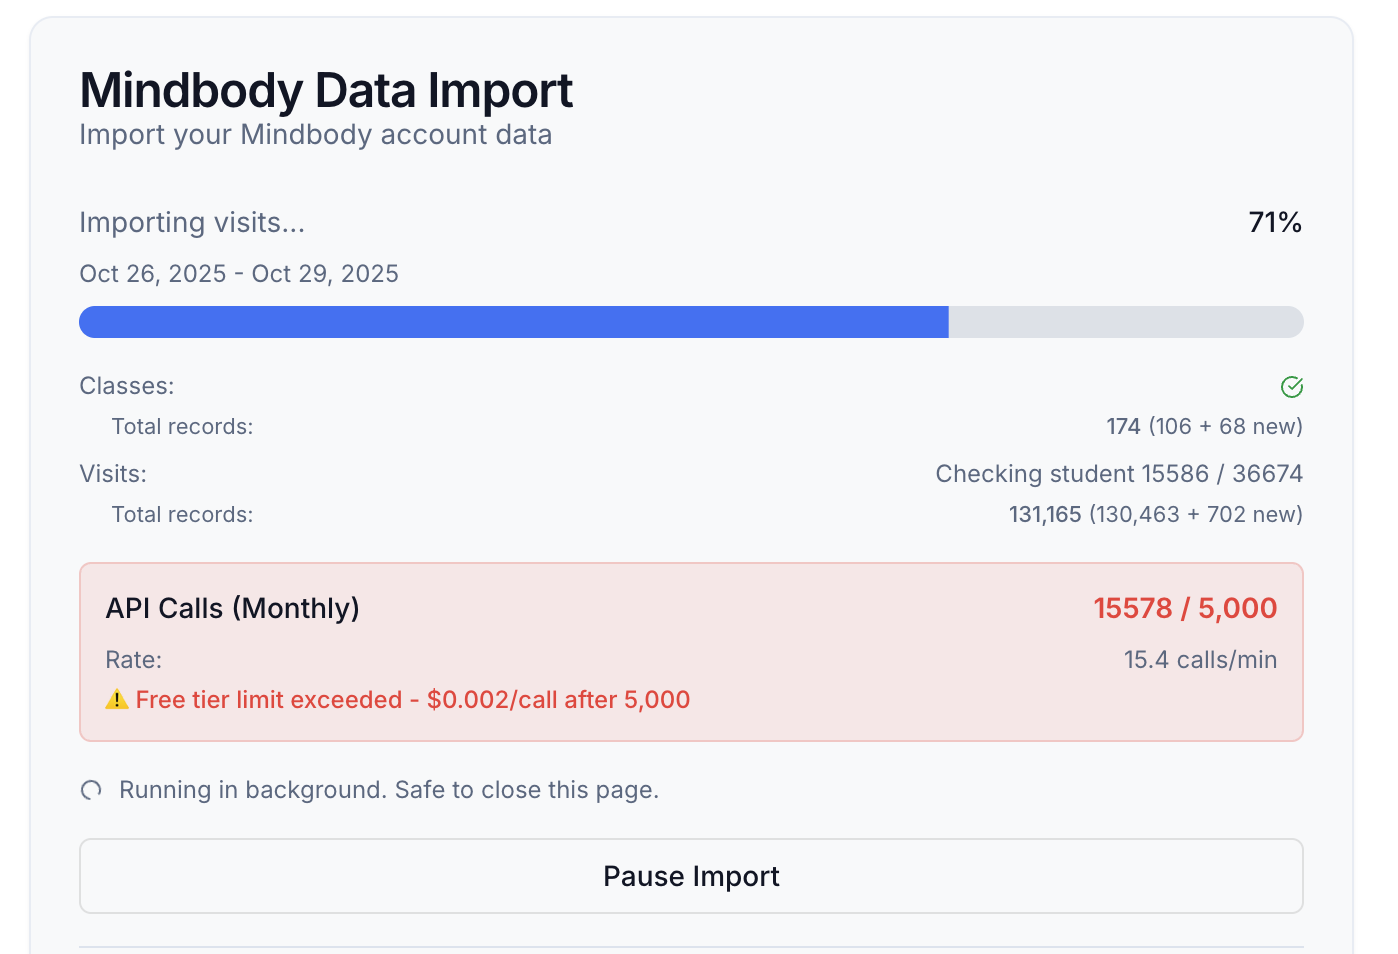 Mindbody Data Import
Import your Mindbody account data
Importing visits... 71%
Oct 26, 2025 - Oct 29, 2025
Classes:
Total records: 174 (106 + 68 new)
Visits: Checking student 15586 / 36674
Total records: 131,165 (130,463 + 702 new)
API Calls (Monthly) 15578 / 5,000
Rate: 15.4 calls/min
⚠️ Free tier limit exceeded - $0.002/call after 5,000
Running in background. Safe to close this page.
Pause Import